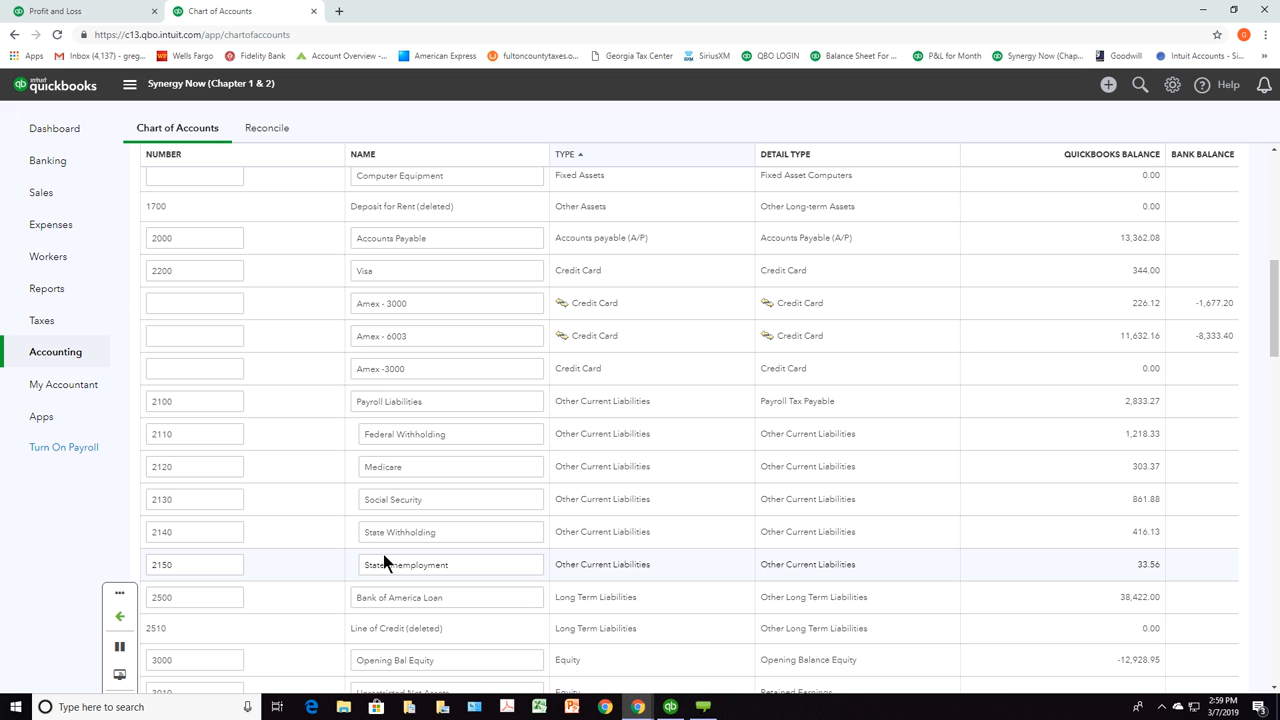 Profit and Loss
Chart of Accounts
c13.qbo.intuit.com/app/chartofaccounts
Apps Inbox (4,137) - greg... Wells Fargo Fidelity Bank Account Overview -... American Express fultoncountytaxes.o... Georgia Tax Center SiriusXM QBO LOGIN Balance Sheet For ... P&L for Month Synergy Now (Chap... Goodwill Intuit Accounts - Si...
intuit quickbooks Synergy Now (Chapter 1 & 2) Help
Dashboard
Banking
Sales
Expenses
Workers
Reports
Taxes
Accounting
My Accountant
Apps
Turn On Payroll
Chart of Accounts Reconcile
NUMBER NAME TYPE DETAIL TYPE QUICKBOOKS BALANCE BANK BALANCE
Computer Equipment Fixed Assets Fixed Asset Computers 0.00
1700 Deposit for Rent (deleted) Other Assets Other Long-term Assets 0.00
2000 Accounts Payable Accounts payable (A/P) Accounts Payable (A/P) 13,362.08
2200 Visa Credit Card Credit Card 344.00
Amex - 3000 Credit Card Credit Card 226.12 -1,677.20
Amex - 6003 Credit Card Credit Card 11,632.16 -8,333.40
Amex -3000 Credit Card Credit Card 0.00
2100 Payroll Liabilities Other Current Liabilities Payroll Tax Payable 2,833.27
2110 Federal Withholding Other Current Liabilities Other Current Liabilities 1,218.33
2120 Medicare Other Current Liabilities Other Current Liabilities 303.37
2130 Social Security Other Current Liabilities Other Current Liabilities 861.88
2140 State Withholding Other Current Liabilities Other Current Liabilities 416.13
2150 State Unemployment Other Current Liabilities Other Current Liabilities 33.56
2500 Bank of America Loan Long Term Liabilities Other Long Term Liabilities 38,422.00
2510 Line of Credit (deleted) Long Term Liabilities Other Long Term Liabilities 0.00
3000 Opening Bal Equity Equity Opening Balance Equity -12,928.95
3010 Unrestricted Net Assets Equity Retained Earnings
Type here to search
2:59 PM
3/7/2019